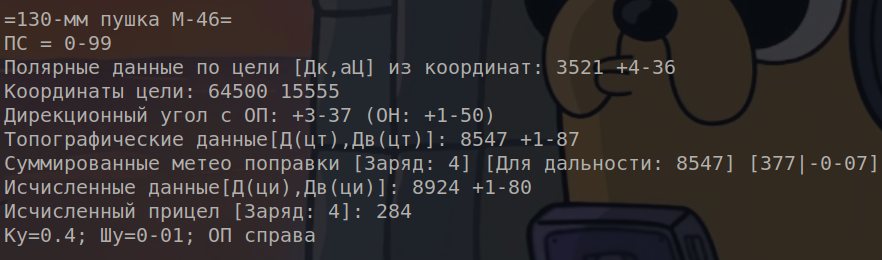 =130-мм пушка М-46=
ПС = 0-99
Полярные данные по цели [Дк,аЦ] из координат: 3521 +4-36
Координаты цели: 64500 15555
Дирекционный угол с ОП: +3-37 (ОН: +1-50)
Топографические данные[Д(цт),Дв(цт)]: 8547 +1-87
Суммированные метео поправки [Заряд: 4] [Для дальности: 8547] [377|-0-07]
Исчисленные данные[Д(ци),Дв(ци)]: 8924 +1-80
Исчисленный прицел [Заряд: 4]: 284
Ку=0.4; Шу=0-01; ОП справа